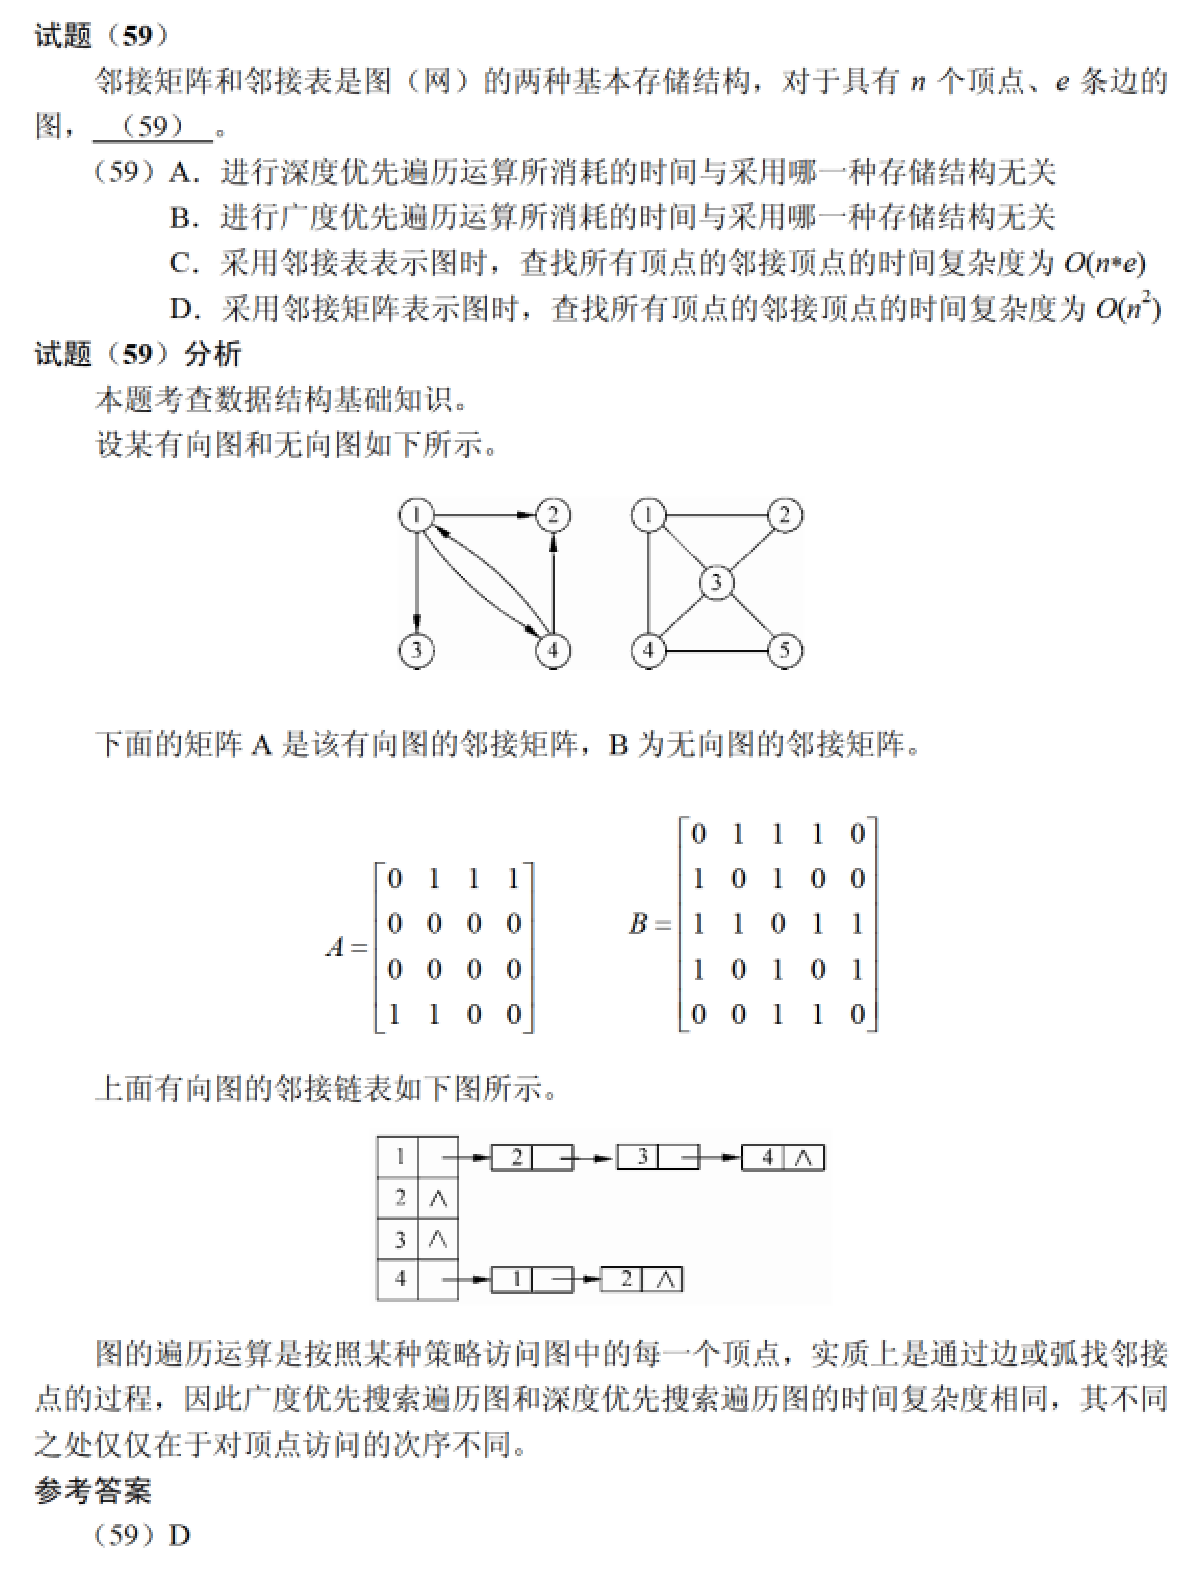 试题（59）
邻接矩阵和邻接表是图（网）的两种基本存储结构，对于具有 n 个顶点、e 条边的
图，（59）。
（59）A．进行深度优先遍历运算所消耗的时间与采用哪一种存储结构无关
B．进行广度优先遍历运算所消耗的时间与采用哪一种存储结构无关
C．采用邻接表表示图时，查找所有顶点的邻接顶点的时间复杂度为 O(n*e)
D．采用邻接矩阵表示图时，查找所有顶点的邻接顶点的时间复杂度为 O(n²)
试题（59）分析
本题考查数据结构基础知识。
设某有向图和无向图如下所示。
1 2 1 2
3
3 4 4 5
下面的矩阵 A 是该有向图的邻接矩阵，B 为无向图的邻接矩阵。
A=
0 1 1 1
0 0 0 0
0 0 0 0
1 1 0 0
B=
0 1 1 1 0
1 0 1 0 0
1 1 0 1 1
1 0 1 0 1
0 0 1 1 0
上面有向图的邻接链表如下图所示。
1 2 3 4 ∧
2 ∧
3 ∧
4 1 2 ∧
图的遍历运算是按照某种策略访问图中的每一个顶点，实质上是通过边或弧找邻接
点的过程，因此广度优先搜索遍历图和深度优先搜索遍历图的时间复杂度相同，其不同
之处仅仅在于对顶点访问的次序不同。
参考答案
（59）D